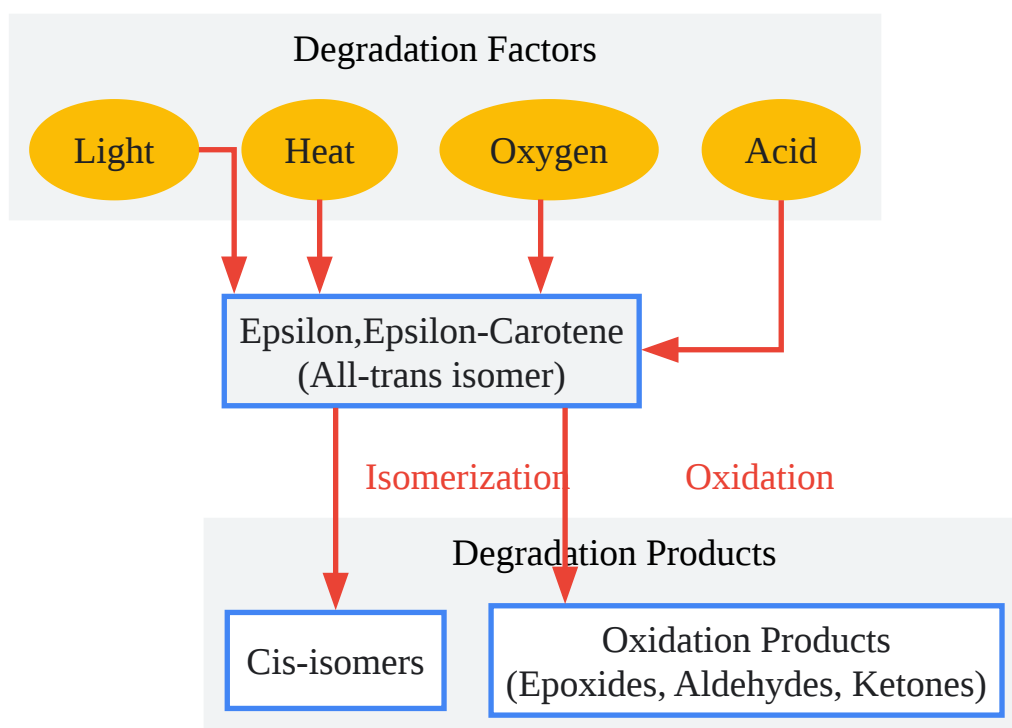 Degradation Factors
Light
Heat
Oxygen
Acid
Epsilon,Epsilon-Carotene
(All-trans isomer)
Isomerization
Oxidation
Degradation Products
Cis-isomers
Oxidation Products
(Epoxides, Aldehydes, Ketones)